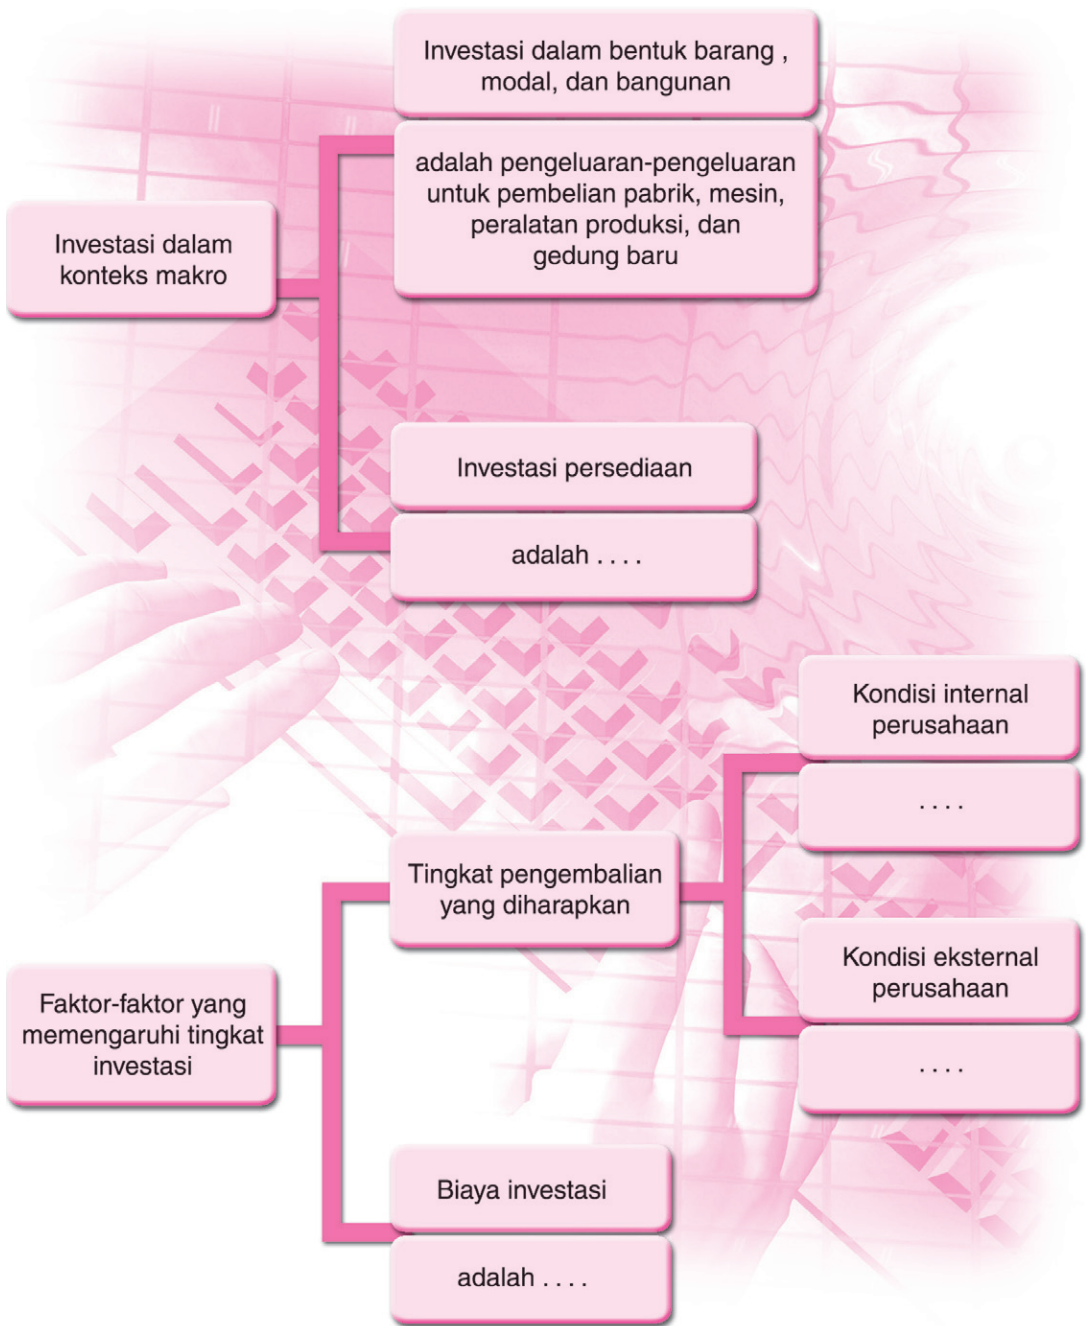 Investasi dalam bentuk barang ,
modal, dan bangunan
adalah pengeluaran-pengeluaran
untuk pembelian pabrik, mesin,
peralatan produksi, dan
gedung baru
Investasi dalam
konteks makro
Investasi persediaan
adalah . . . .
Kondisi internal
perusahaan
. . . .
Tingkat pengembalian
yang diharapkan
Kondisi eksternal
perusahaan
. . . .
Faktor-faktor yang
memengaruhi tingkat
investasi
Biaya investasi
adalah . . . .